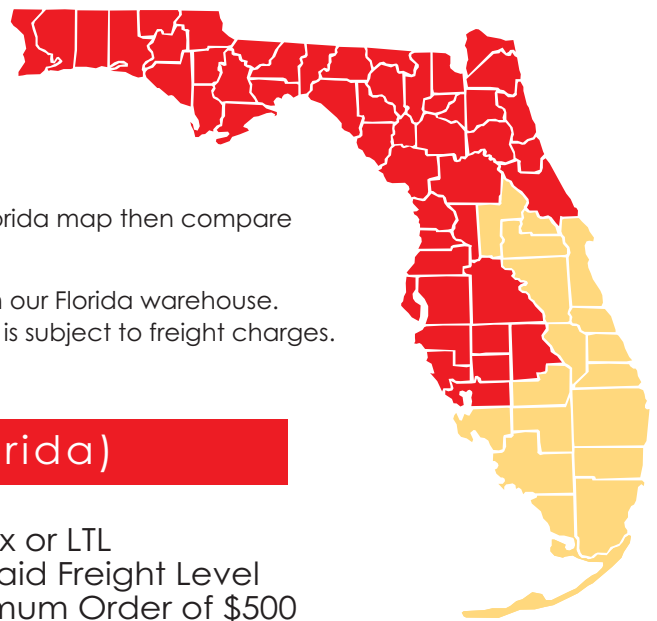 orida map then compare
our Florida warehouse.
is subject to freight charges.
rida)
x or LTL
aid Freight Level
mum Order of $500